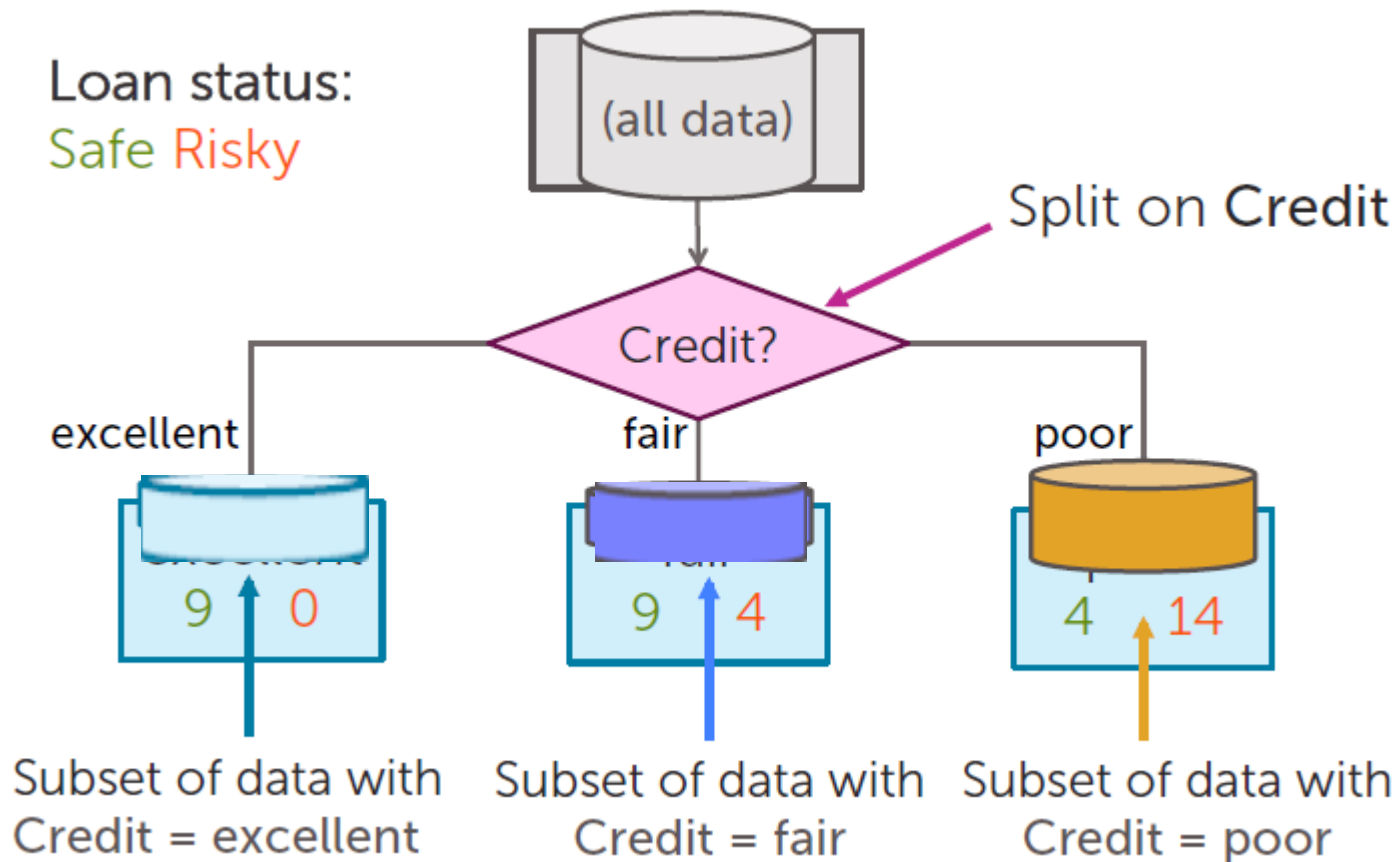 Loan status:
Safe Risky
(all data)
Split on Credit
Credit?
excellent
fair
poor
9 0
9 4
4 14
Subset of data with
Credit = excellent
Subset of data with
Credit = fair
Subset of data with
Credit = poor